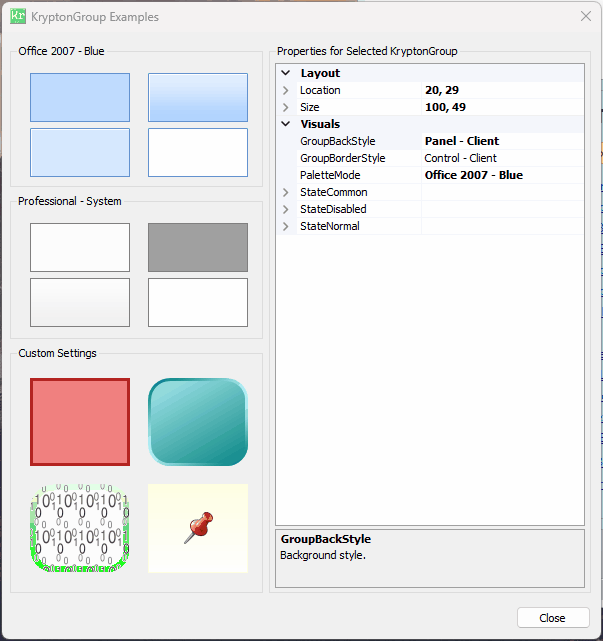 Kr KryptonGroup Examples
Office 2007 - Blue
Professional - System
Custom Settings
Properties for Selected KryptonGroup
Layout
Location 20, 29
Size 100, 49
Visuals
GroupBackStyle Panel - Client
GroupBorderStyle Control - Client
PaletteMode Office 2007 - Blue
StateCommon
StateDisabled
StateNormal
GroupBackStyle
Background style.
Close